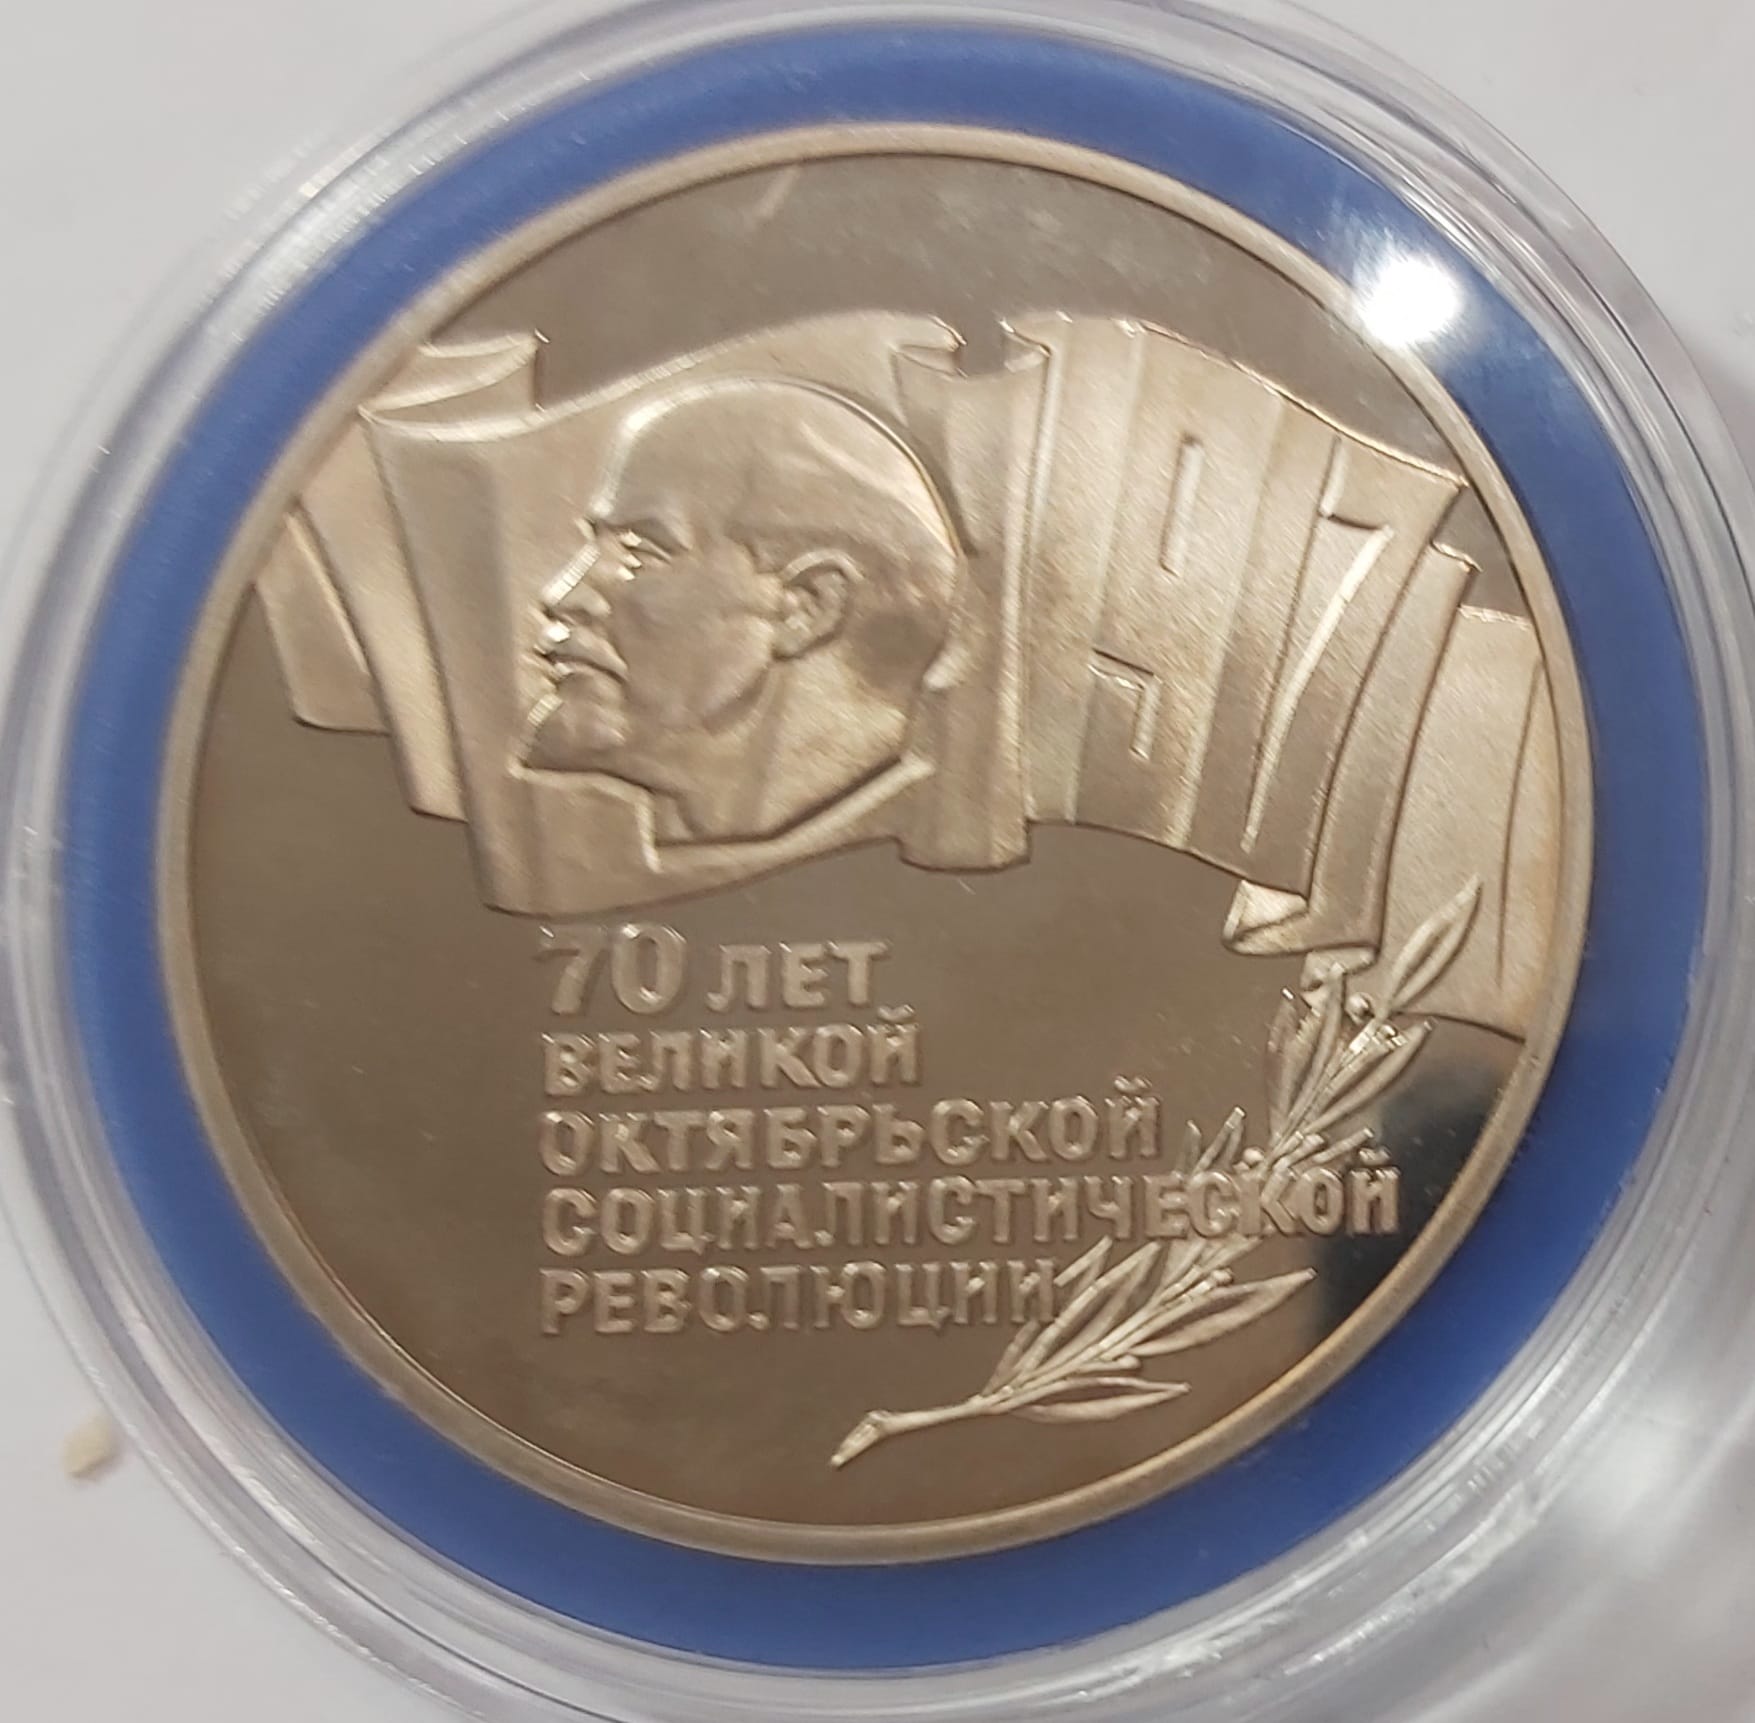 1917
70 ЛЕТ
ВЕЛИКОЙ
ОКТЯБРЬСКОЙ
СОЦИАЛИСТИЧЕСКОЙ
РЕВОЛЮЦИИ